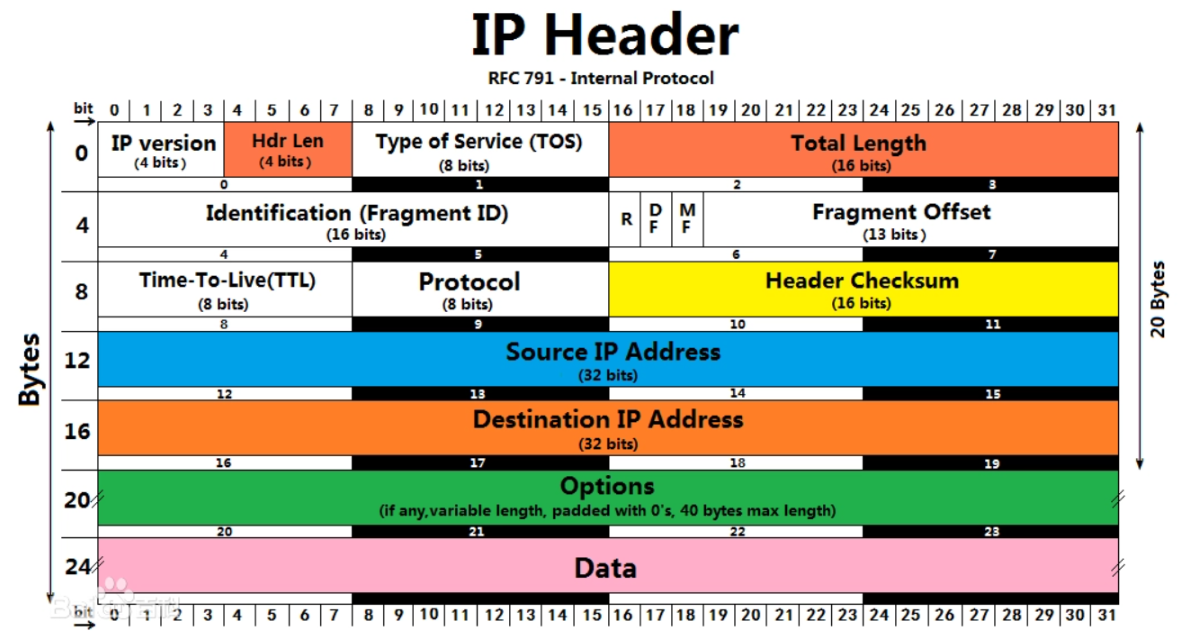 IP Header
RFC 791 - Internal Protocol
bit 0 1 2 3 4 5 6 7 8 9 10 11 12 13 14 15 16 17 18 19 20 21 22 23 24 25 26 27 28 29 30 31
0 IP version Hdr Len Type of Service (TOS) Total Length
(4 bits) (4 bits) (8 bits) (16 bits)
0 1 2 3
4 Identification (Fragment ID) R DF MF Fragment Offset
(16 bits) (13 bits)
4 5 6 7
8 Time-To-Live(TTL) Protocol Header Checksum
(8 bits) (8 bits) (16 bits)
8 9 10 11
12 Source IP Address
(32 bits)
12 13 14 15
16 Destination IP Address
(32 bits)
16 17 18 19
20 Options
(if any,variable length, padded with 0's, 40 bytes max length)
20 21 22 23
24 Data
bit 0 1 2 3 4 5 6 7 8 9 10 11 12 13 14 15 16 17 18 19 20 21 22 23 24 25 26 27 28 29 30 31
Bytes
20 Bytes
Bai百科